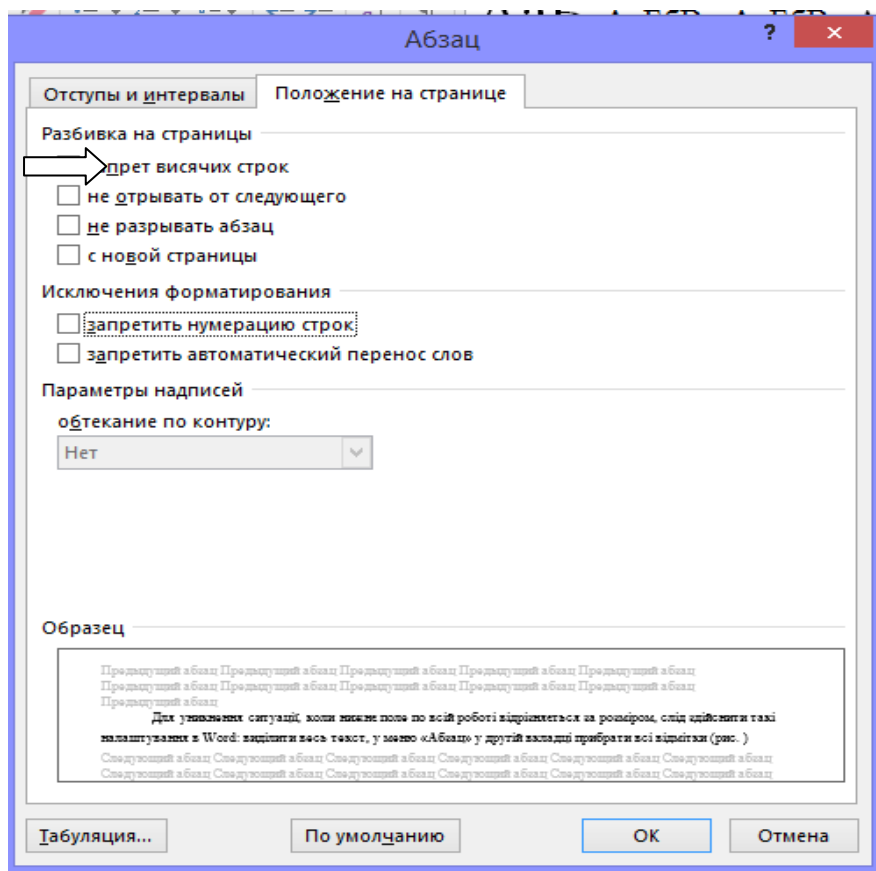 Абзац
?
Отступы и интервалы Положение на странице
Разбивка на страницы
прет висячих строк
не отрывать от следующего
не разрывать абзац
с новой страницы
Исключения форматирования
запретить нумерацию строк
запретить автоматический перенос слов
Параметры надписей
обтекание по контуру:
Нет
Образец
Предыдущий абзац Предыдущий абзац Предыдущий абзац Предыдущий абзац Предыдущий абзац
Предыдущий абзац Предыдущий абзац Предыдущий абзац Предыдущий абзац Предыдущий абзац
Предыдущий абзац
Для уникнення ситуації, коли нижнє поле по всій роботі відрізняється за розміром, слід здійснити такі
налаштування в Word: виділити весь текст, у меню «Абзац» у другій вкладці прибрати всі відмітки (рис. )
Следующий абзац Следующий абзац Следующий абзац Следующий абзац Следующий абзац Следующий абзац
Следующий абзац Следующий абзац Следующий абзац Следующий абзац Следующий абзац Следующий абзац
Табуляция... По умолчанию ОК Отмена